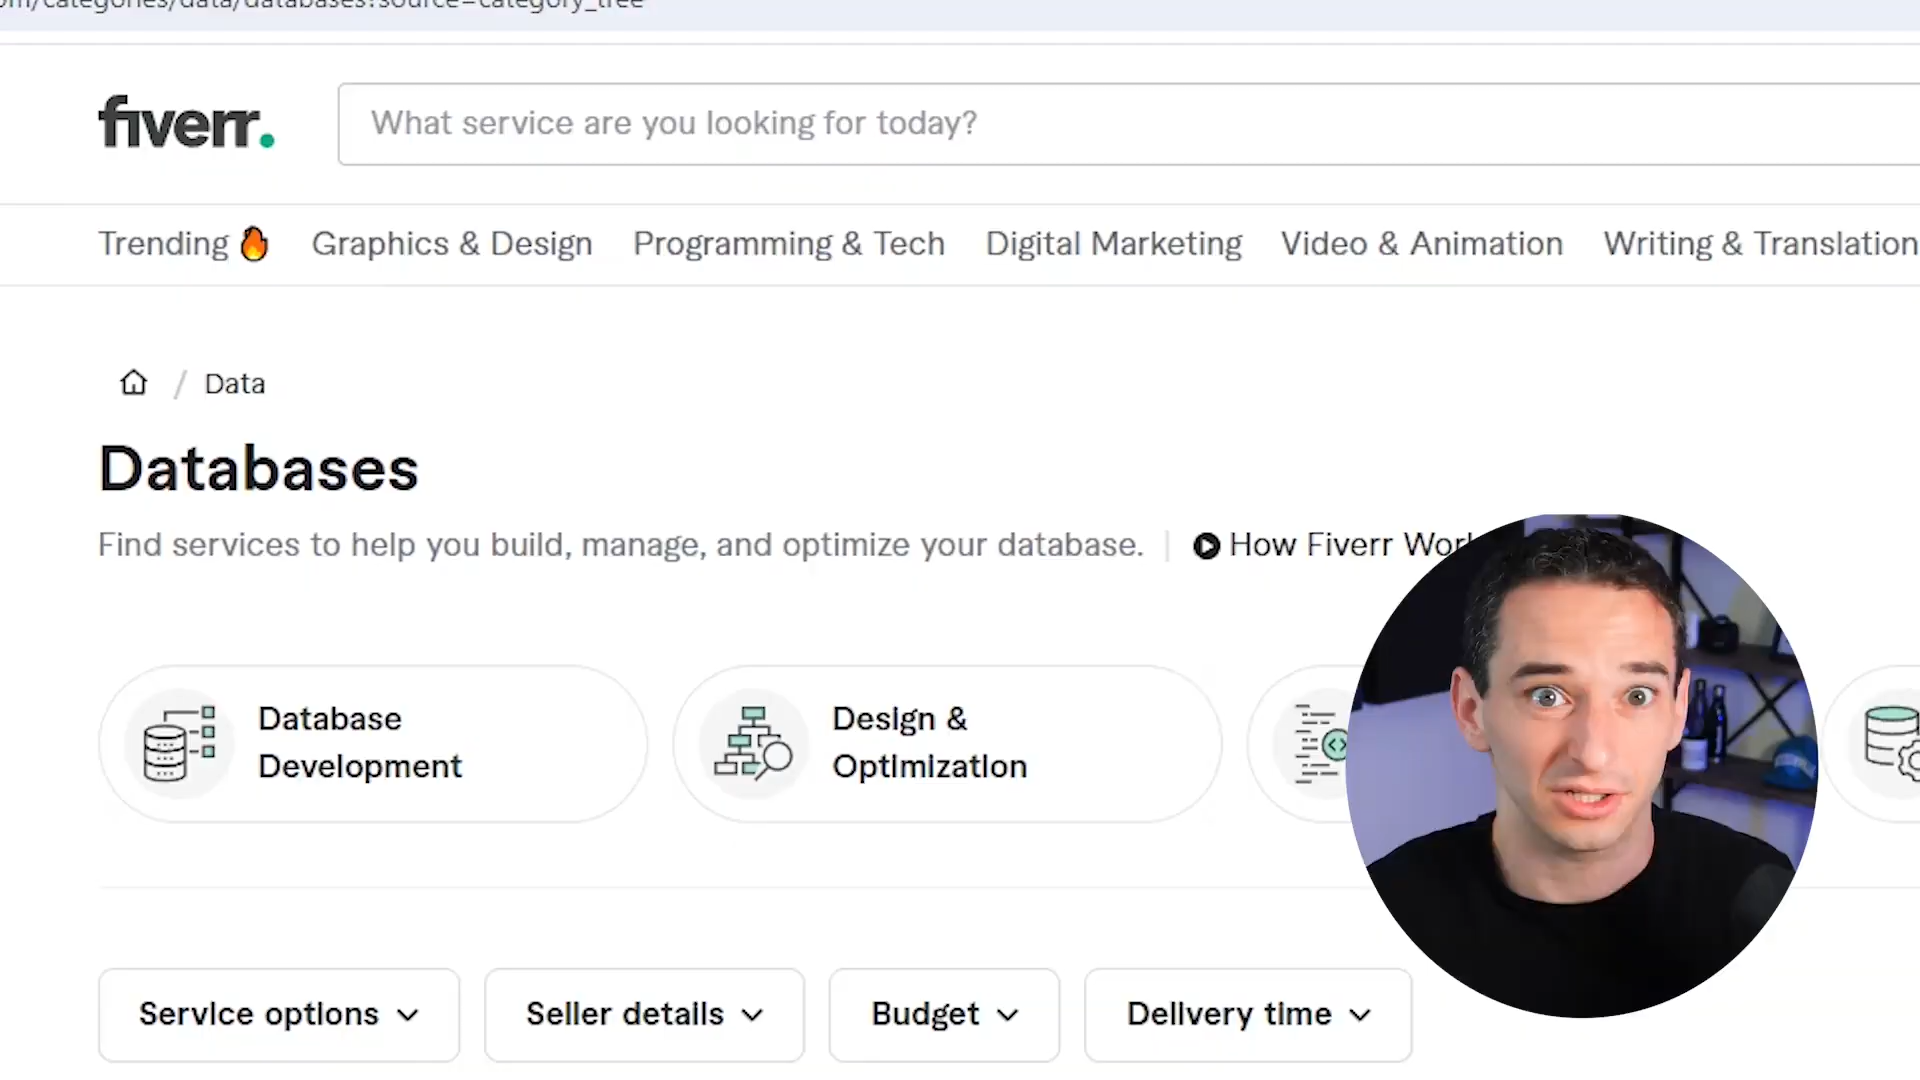 fiverr.
What service are you looking for today?
Trending Graphics & Design Programming & Tech Digital Marketing Video & Animation Writing & Translation
/ Data
Databases
Find services to help you build, manage, and optimize your database. | How Fiverr
Database
Development
Design &
Optimization
Service options
Seller details
Budget
Delivery time